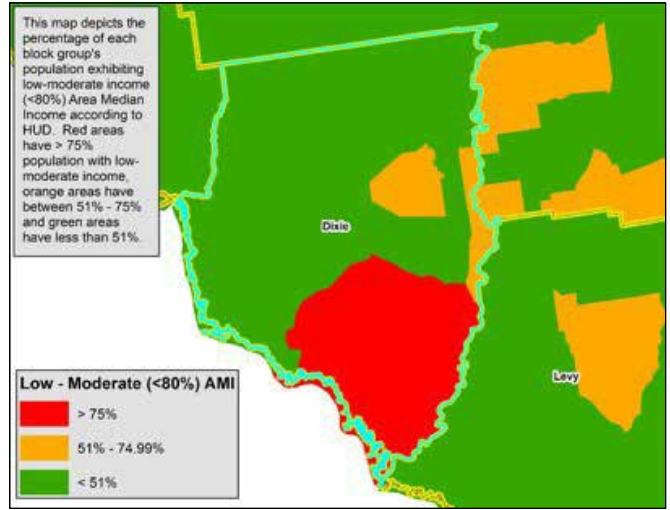 This map depicts the
percentage of each
block group's
population exhibiting
low-moderate income
(<80%) Area Median
Income according to
HUD. Red areas
have > 75%
population with low-
moderate income,
orange areas have
between 51% - 75%
and green areas
have less than 51%.
Dixie
Levy
Low - Moderate (<80%) AMI
> 75%
51% - 74.99%
< 51%